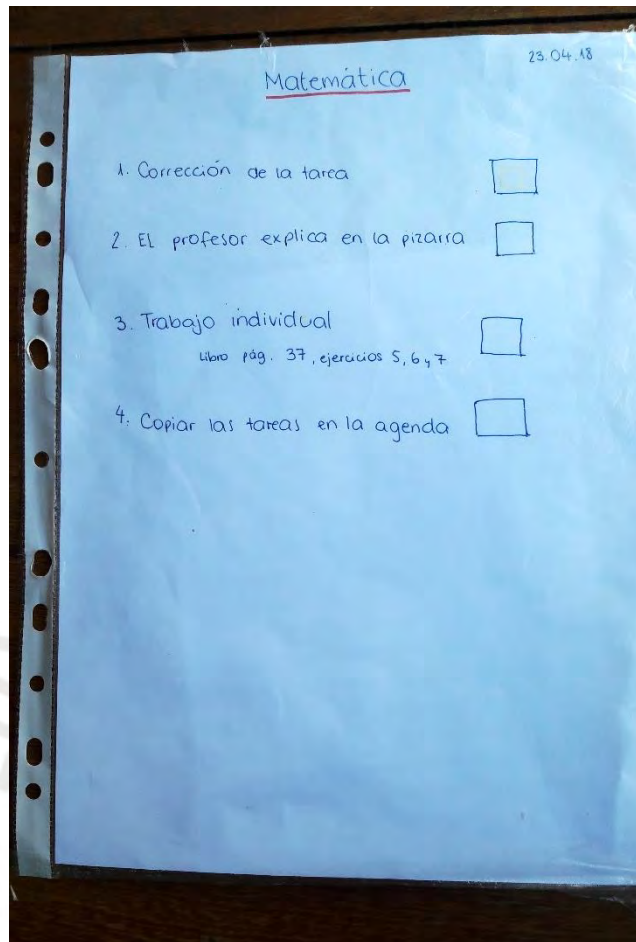 23.04.18
Matemática
1. Corrección de la tarea
2. EL profesor explica en la pizarra
3. Trabajo individual
Libro pág. 37, ejercicios 5, 6 y 7
4. Copiar las tareas en la agenda